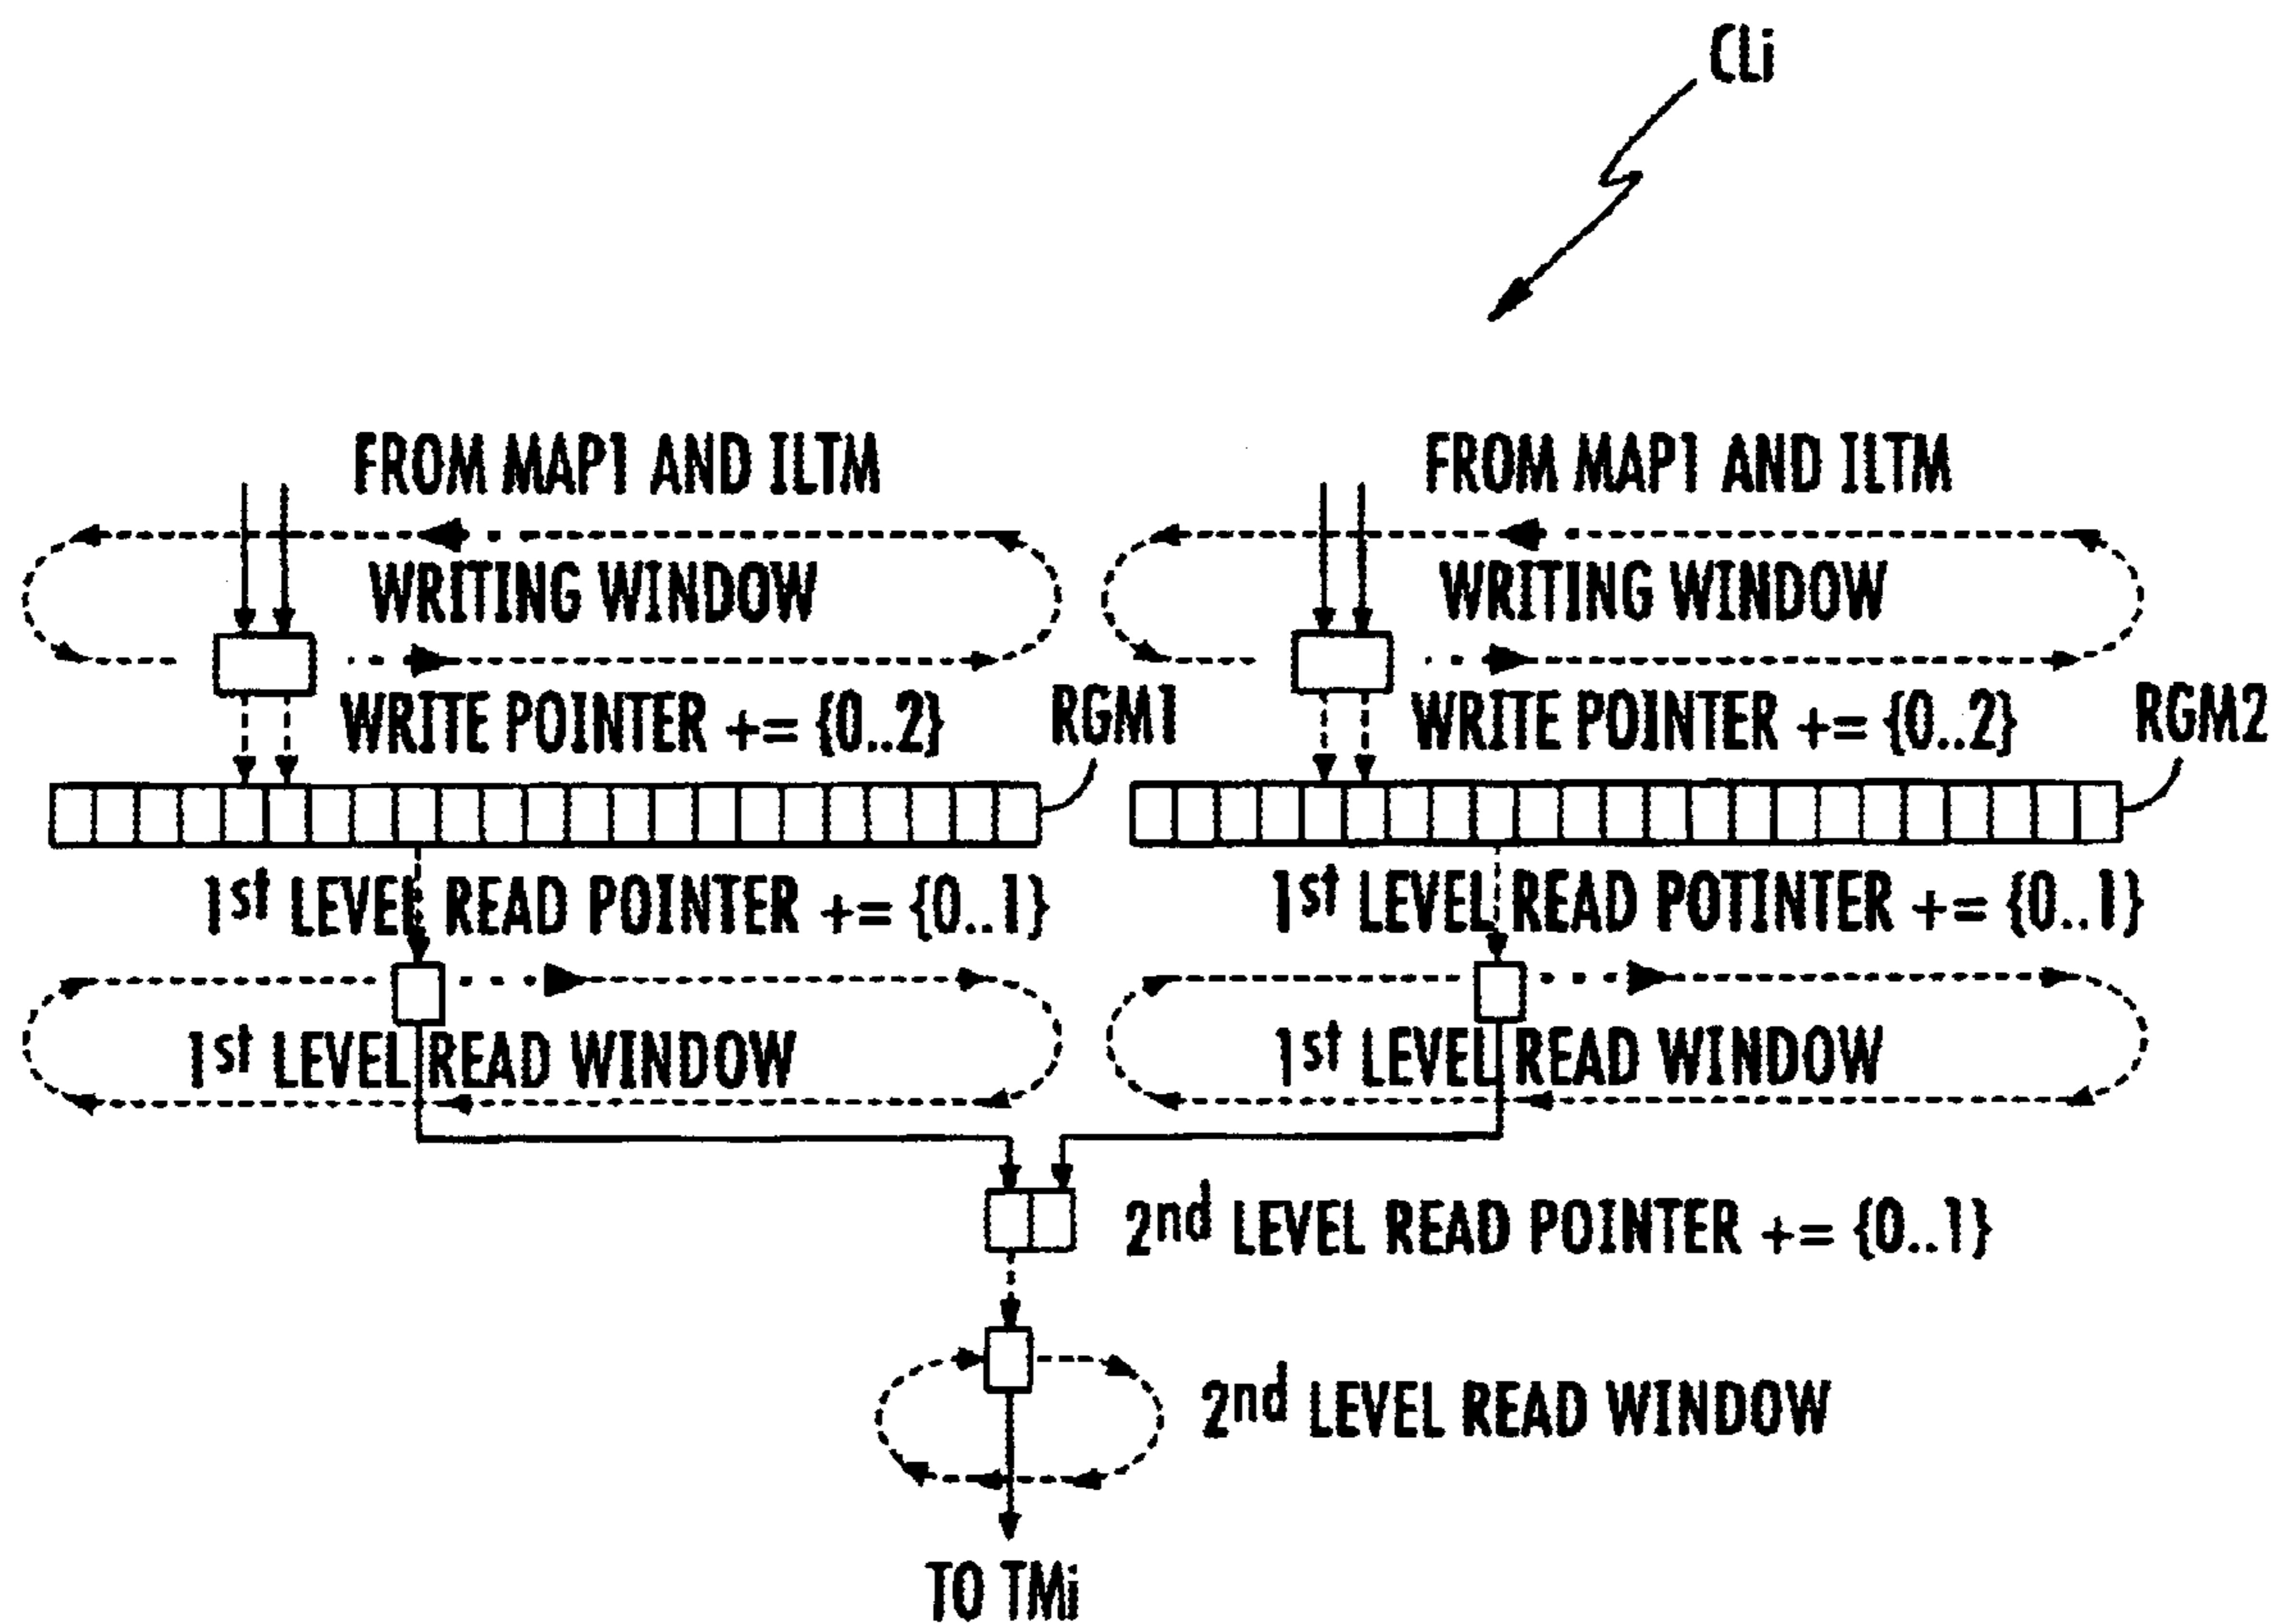 CLi
FROM MAP1 AND ILTM
FROM MAP1 AND ILTM
WRITING WINDOW
WRITING WINDOW
WRITE POINTER += {0..2}
RGM1
WRITE POINTER += {0..2}
RGM2
1st LEVEL READ POINTER += {0..1}
1st LEVEL READ POTINTER += {0..1}
1st LEVEL READ WINDOW
1st LEVEL READ WINDOW
2nd LEVEL READ POINTER += {0..1}
2nd LEVEL READ WINDOW
TO TMi